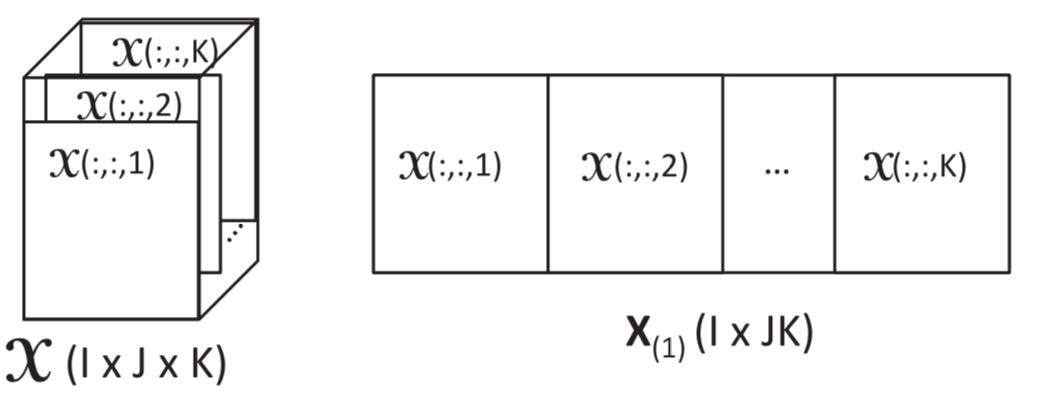 𝒳(:,:,K)
𝒳(:,:,2)
𝒳(:,:,1)
𝒳 (I x J x K)
𝒳(:,:,1) 𝒳(:,:,2) ... 𝒳(:,:,K)
X(1) (I x JK)